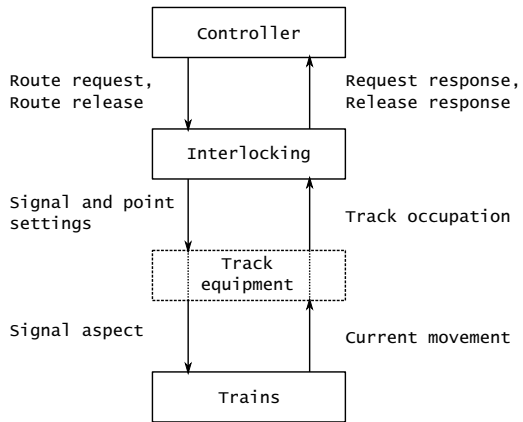 Controller
Route request,
Route release
Request response,
Release response
Interlocking
Signal and point
settings
Track occupation
Track
equipment
Signal aspect
Current movement
Trains